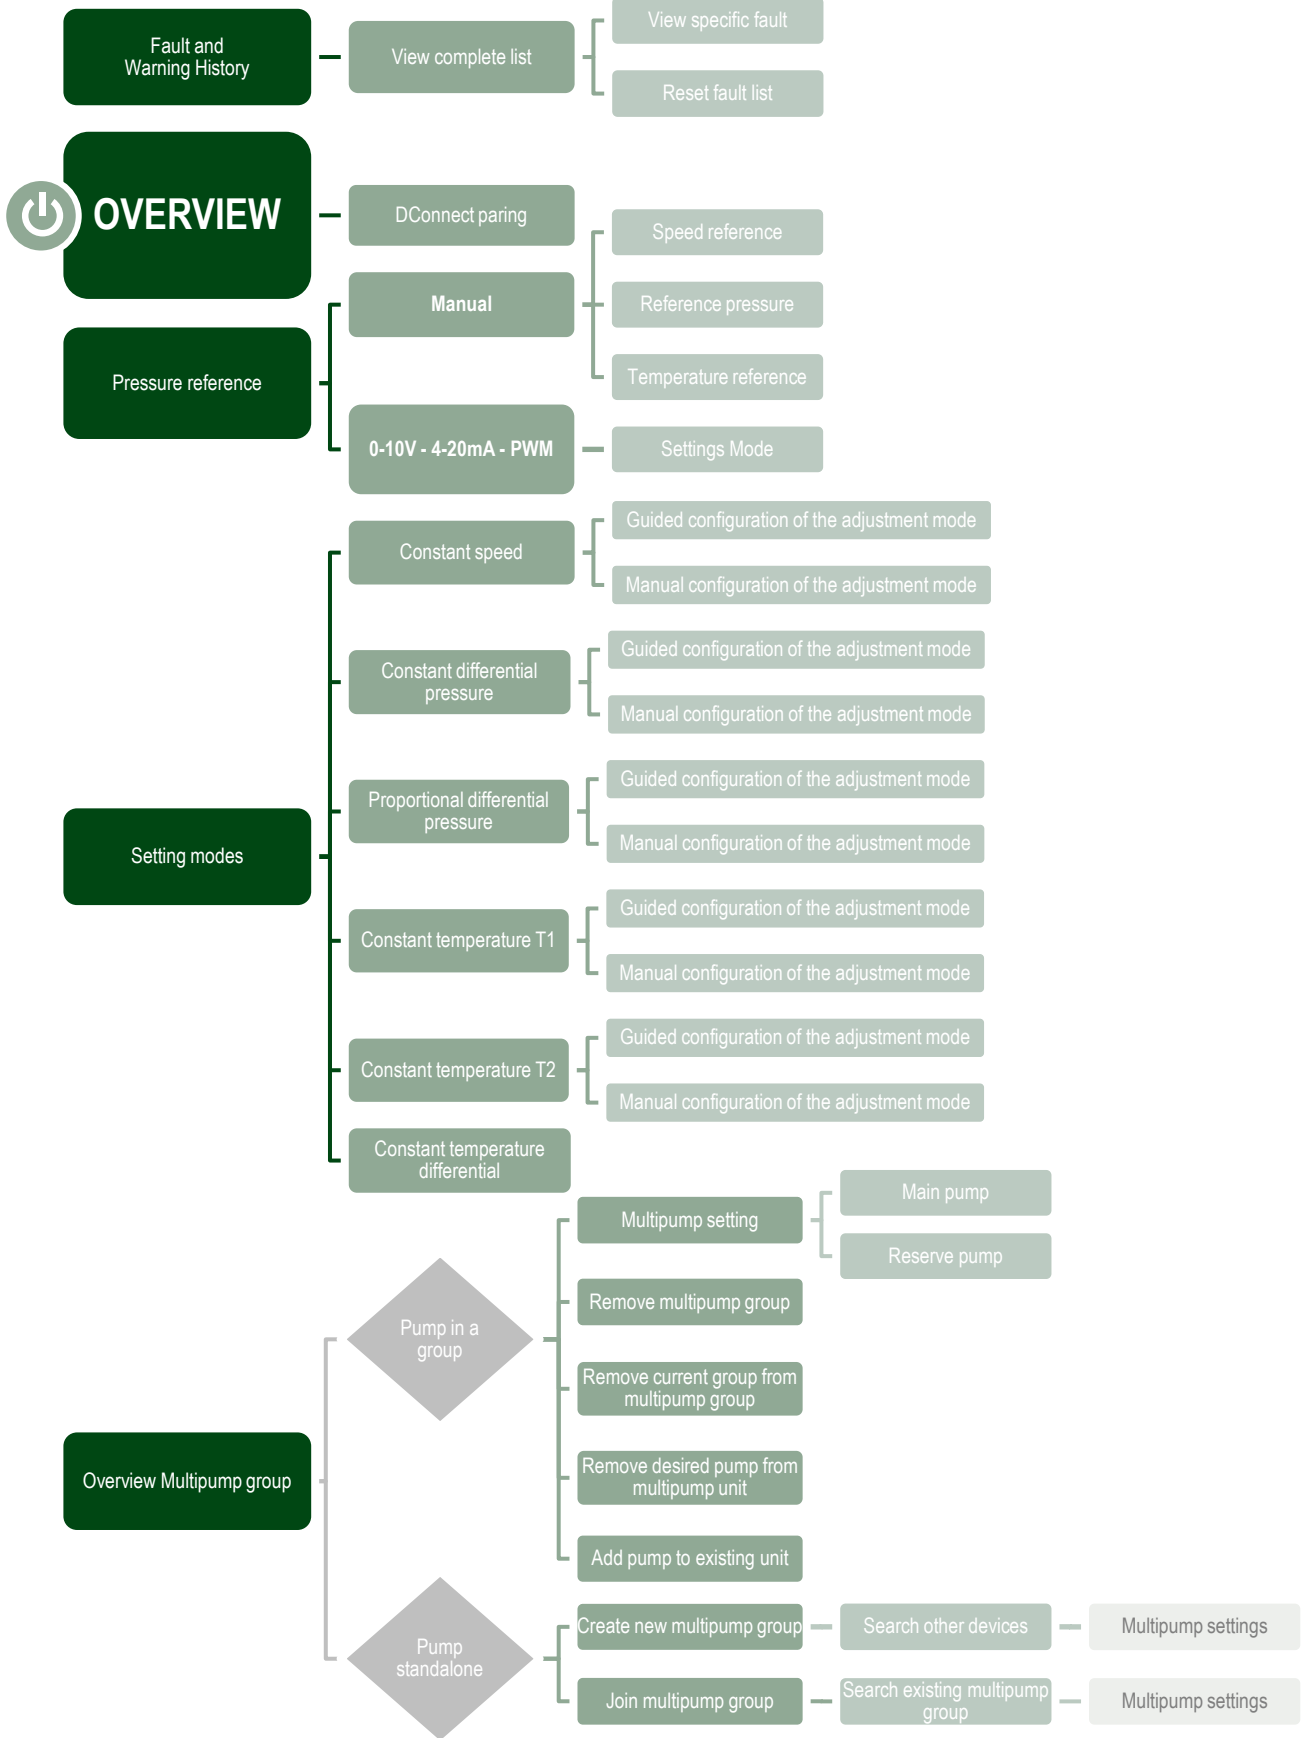 Fault and
Warning History
View complete list
View specific fault
Reset fault list
OVERVIEW
DConnect paring
Pressure reference
Manual
Speed reference
Reference pressure
Temperature reference
0-10V - 4-20mA - PWM
Settings Mode
Setting modes
Constant speed
Guided configuration of the adjustment mode
Manual configuration of the adjustment mode
Constant differential
pressure
Guided configuration of the adjustment mode
Manual configuration of the adjustment mode
Proportional differential
pressure
Guided configuration of the adjustment mode
Manual configuration of the adjustment mode
Constant temperature T1
Guided configuration of the adjustment mode
Manual configuration of the adjustment mode
Constant temperature T2
Guided configuration of the adjustment mode
Manual configuration of the adjustment mode
Constant temperature
differential
Overview Multipump group
Pump in a
group
Multipump setting
Main pump
Reserve pump
Remove multipump group
Remove current group from
multipump group
Remove desired pump from
multipump unit
Add pump to existing unit
Pump
standalone
Create new multipump group
Search other devices
Multipump settings
Join multipump group
Search existing multipump
group
Multipump settings